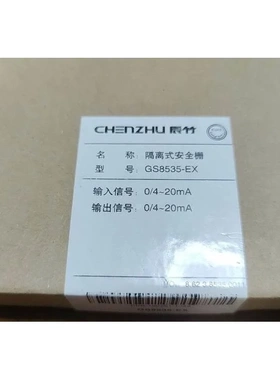 CHENZHU 辰竹
名 称 隔离式安全栅
型 号 GS8535-EX
输入信号: 0/4~20mA
输出信号: 0/4~20mA